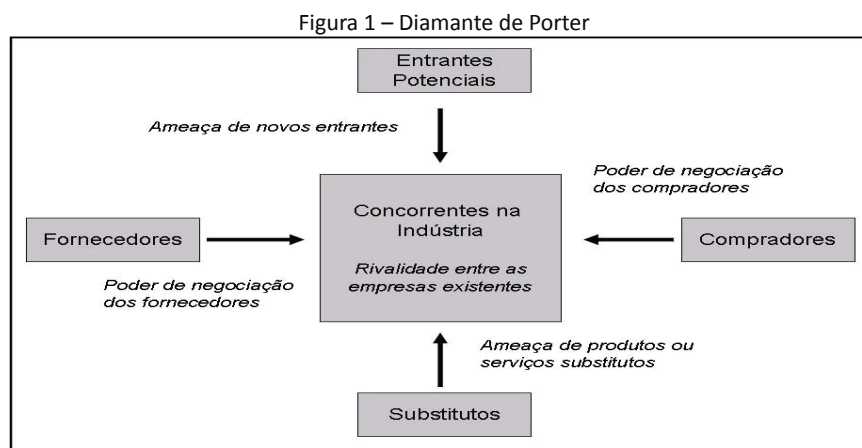 Figura 1 – Diamante de Porter
Entrantes
Potenciais
Ameaça de novos entrantes
Poder de negociação
dos compradores
Concorrentes na
Indústria
Rivalidade entre as
empresas existentes
Fornecedores
Compradores
Poder de negociação
dos fornecedores
Ameaça de produtos ou
serviços substitutos
Substitutos